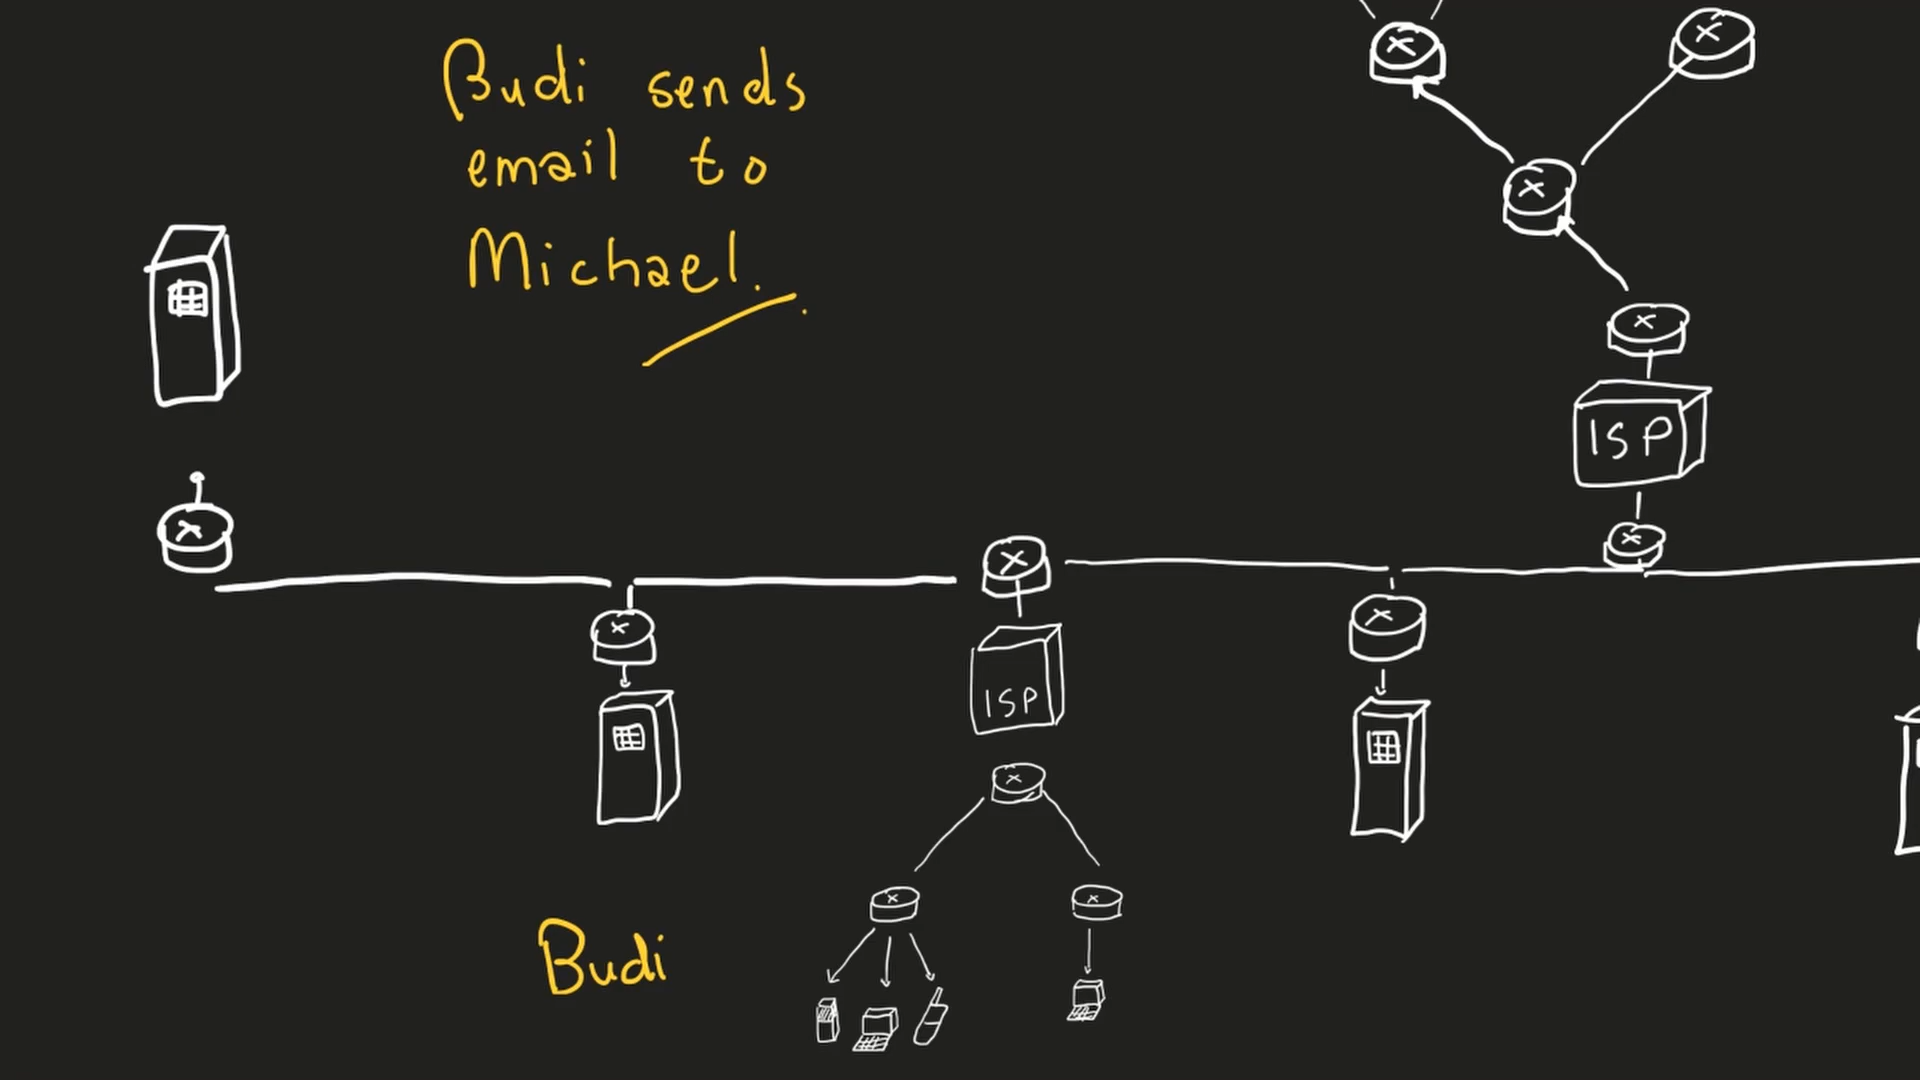 Budi sends
email to
Michael.
ISP
ISP
Budi